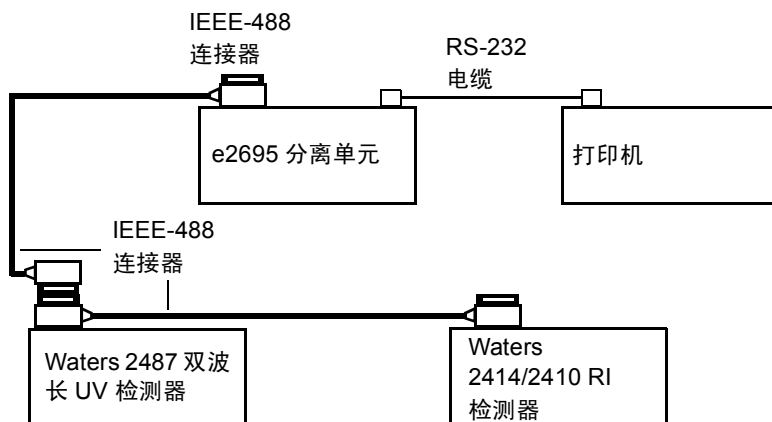 IEEE-488
连接器
RS-232
电缆
e2695 分离单元
打印机
IEEE-488
连接器
Waters 2487 双波
长 UV 检测器
Waters
2414/2410 RI
检测器